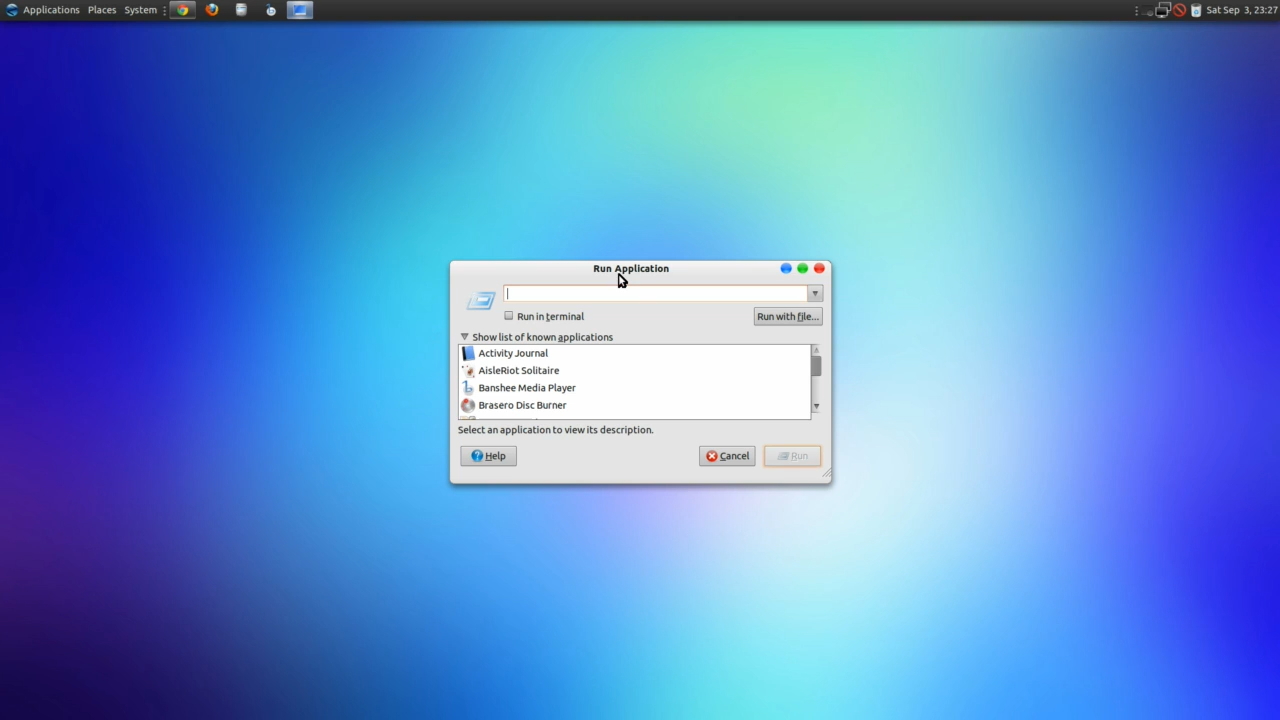 Applications Places System Sat Sep 3, 23:27
Run Application
Run in terminal Run with file...
Show list of known applications
Activity Journal
AisleRiot Solitaire
Banshee Media Player
Brasero Disc Burner
Select an application to view its description.
Help Cancel Run